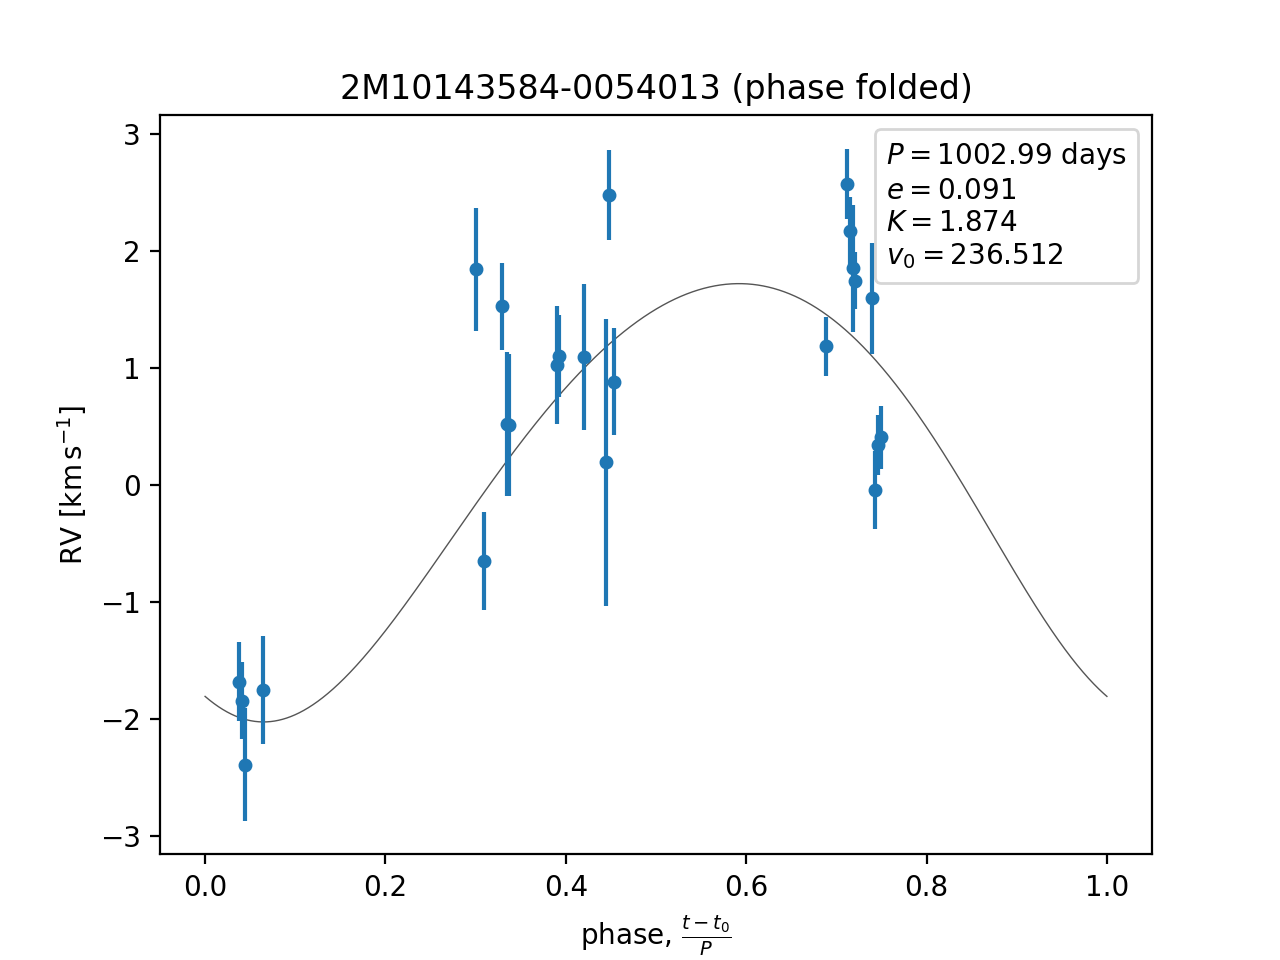 2M10143584-0054013 (phase folded)
P = 1002.99 days
e = 0.091
K = 1.874
v₀ = 236.512
3
2
1
0
−1
−2
−3
RV [km s⁻¹]
0.0 0.2 0.4 0.6 0.8 1.0
phase, (t − t₀)/P